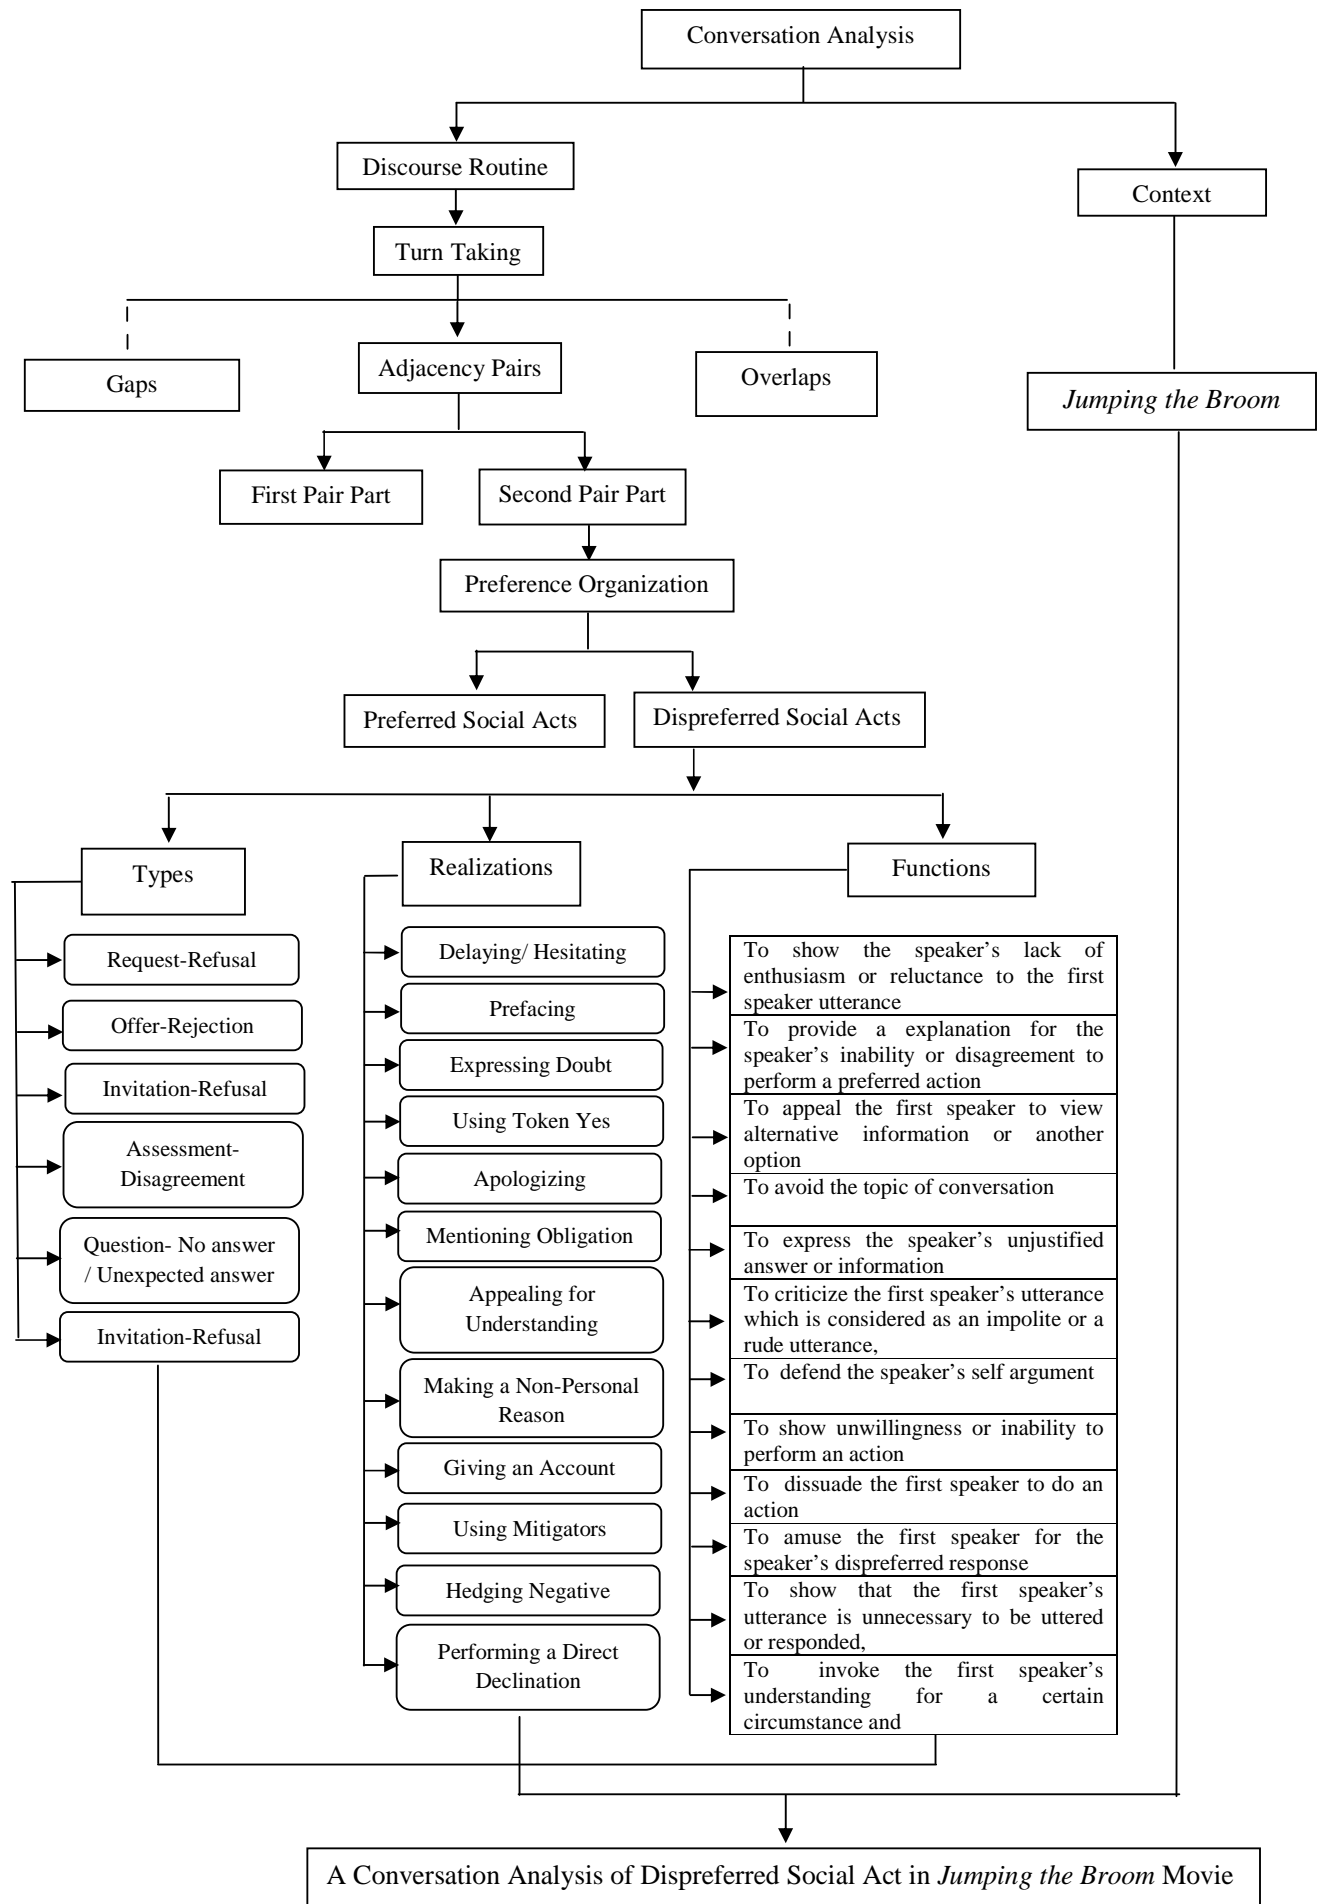 Conversation Analysis
Discourse Routine
Context
Turn Taking
Gaps
Adjacency Pairs
Overlaps
Jumping the Broom
First Pair Part
Second Pair Part
Preference Organization
Preferred Social Acts
Dispreferred Social Acts
Types
Realizations
Functions
Request-Refusal
Offer-Rejection
Invitation-Refusal
Assessment-
Disagreement
Question- No answer
/ Unexpected answer
Invitation-Refusal
Delaying/ Hesitating
Prefacing
Expressing Doubt
Using Token Yes
Apologizing
Mentioning Obligation
Appealing for
Understanding
Making a Non-Personal
Reason
Giving an Account
Using Mitigators
Hedging Negative
Performing a Direct
Declination
To show the speaker’s lack of
enthusiasm or reluctance to the first
speaker utterance
To provide a explanation for the
speaker’s inability or disagreement to
perform a preferred action
To appeal the first speaker to view
alternative information or another
option
To avoid the topic of conversation
To express the speaker’s unjustified
answer or information
To criticize the first speaker’s utterance
which is considered as an impolite or a
rude utterance,
To defend the speaker’s self argument
To show unwillingness or inability to
perform an action
To dissuade the first speaker to do an
action
To amuse the first speaker for the
speaker’s dispreferred response
To show that the first speaker’s
utterance is unnecessary to be uttered
or responded,
To invoke the first speaker’s
understanding for a certain
circumstance and
A Conversation Analysis of Dispreferred Social Act in Jumping the Broom Movie